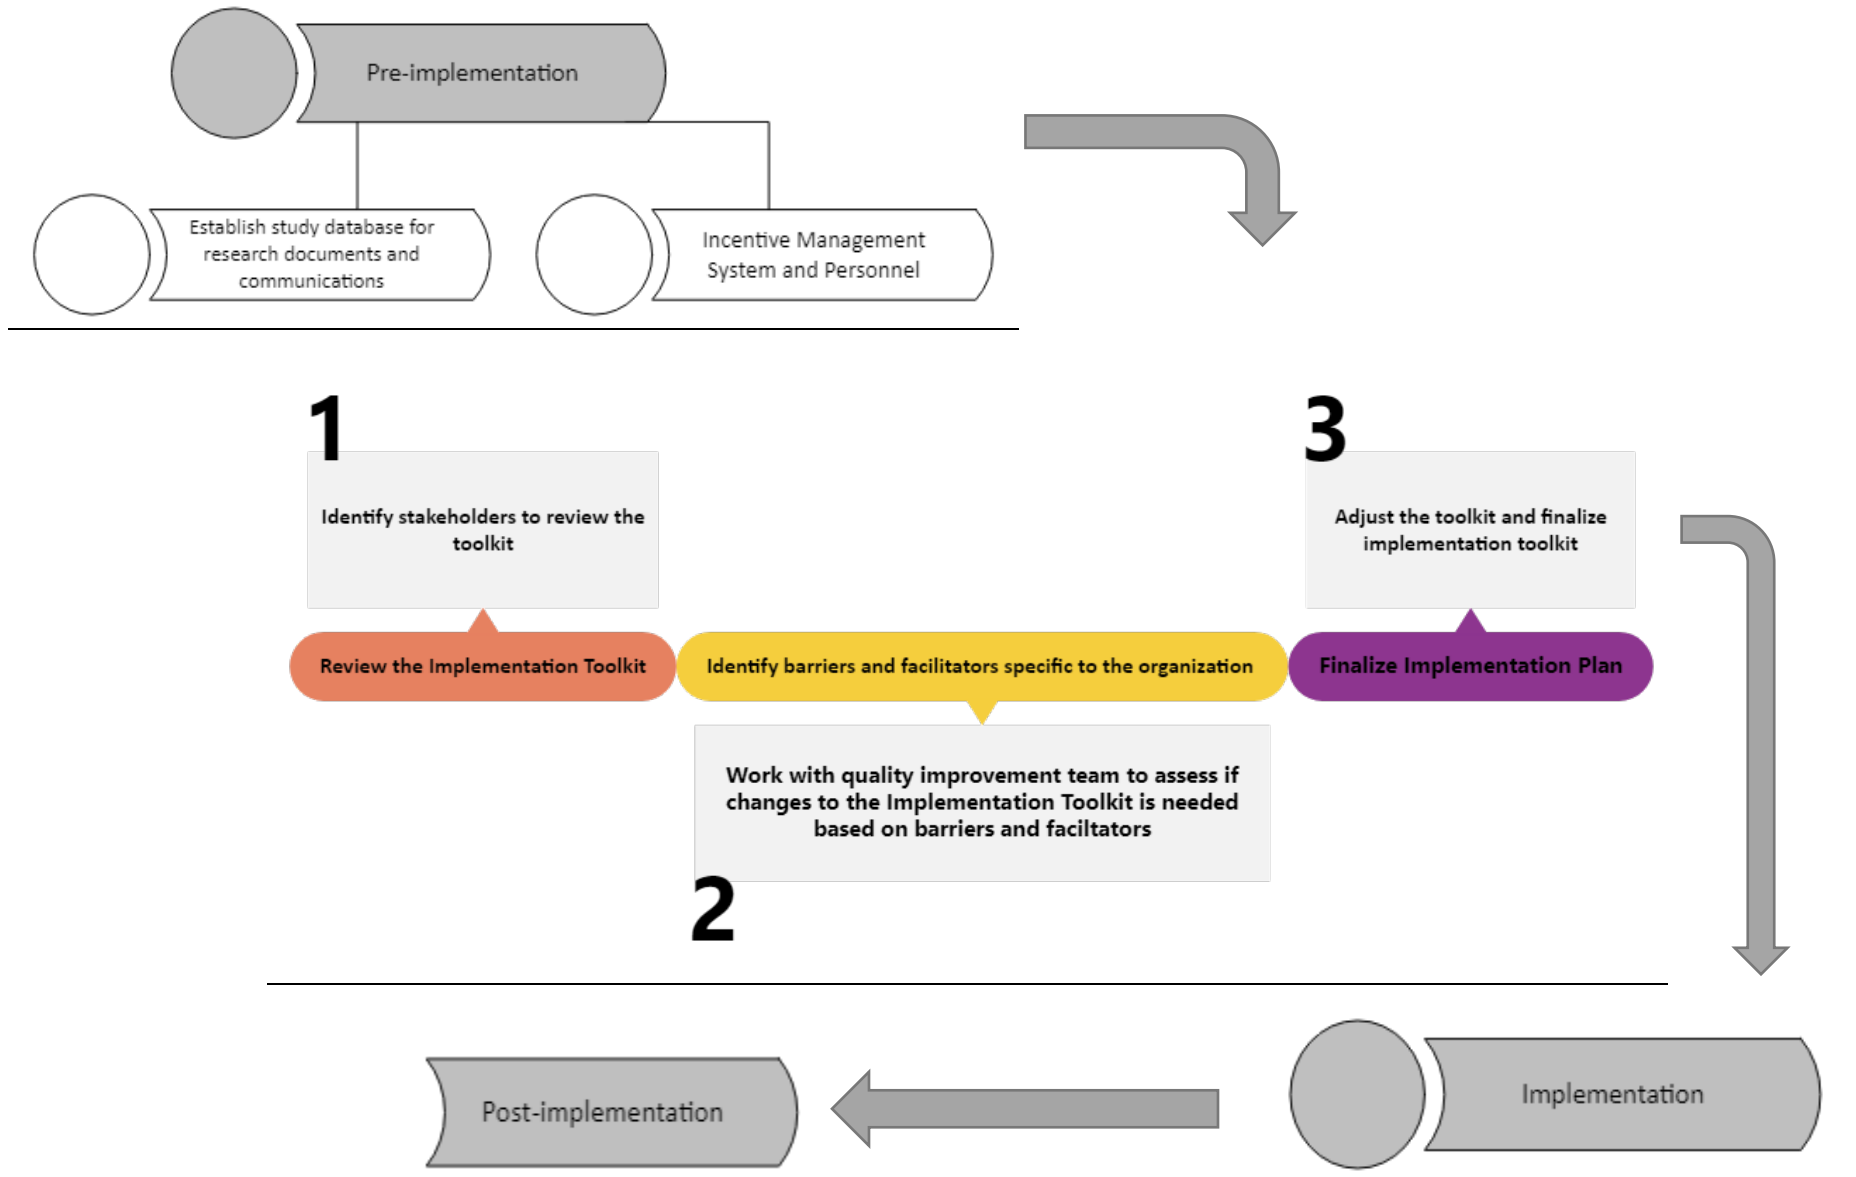 Pre-implementation
Establish study database for
research documents and
communications
Incentive Management
System and Personnel
1
Identify stakeholders to review the
toolkit
3
Adjust the toolkit and finalize
implementation toolkit
Review the Implementation Toolkit
Identify barriers and facilitators specific to the organization
Finalize Implementation Plan
Work with quality improvement team to assess if
changes to the Implementation Toolkit is needed
based on barriers and faciltators
2
Implementation
Post-implementation